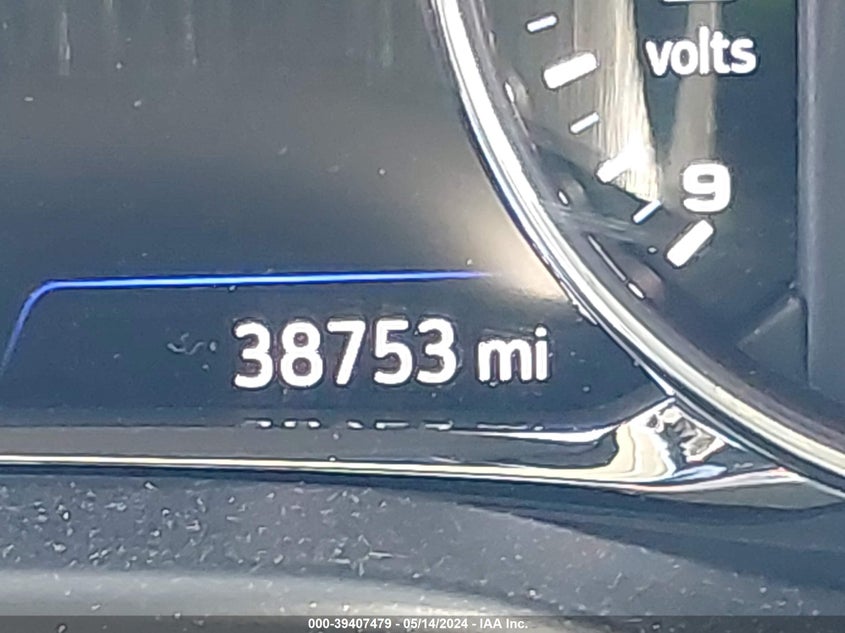 volts
9
38753 mi
000-39407479 - 05/14/2024 - IAA Inc.